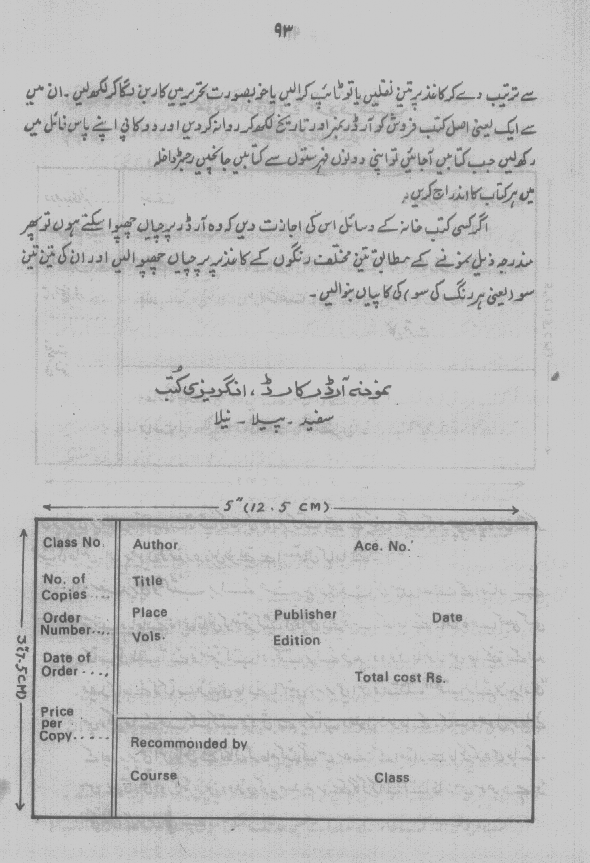 ۹۳
سے ترتیب دے کر کاغذ پر تین نقلیں یا تو ٹائپ کرالیں یا خوبصورت تحریر میں کاربن لگا کر لکھ لیں ۔ ان میں
سے ایک یعنی اصل کتب فروش کو آرڈر نمبر اور تاریخ لکھ کر روانہ کر دیں اور دو کاپی اپنے پاس فائل میں
رکھ لیں جب کتابیں آجائیں تو اپنی دونوں فہرستوں سے کتابیں جانچیں رجسٹر داخلہ
میں ہر کتاب کا اندراج کریں ۔
اگر کسی کتب خانہ کے وسائل اس کی اجازت دیں کہ وہ آرڈر پرچیاں چھپوا سکتے ہوں تو پھر
مندرجہ ذیل نمونے کے مطابق تین مختلف رنگوں کے کاغذ پر پرچیاں چھپوالیں اور ان کی تین تین
سو یعنی ہر رنگ کی سو کی کاپیاں بنوالیں ۔
نمونہ آرڈر کارڈ ، انگریزی کُتب
سفید ۔ پیلا ۔ نیلا
5" (12.5 CM)
3"(7.5CM)
Class No. Author Ace. No.
No. of Copies.... Title
Order Number.... Place Publisher Date
Vols. Edition
Date of Order .... Total cost Rs.
Price per Copy.....
Recommonded by
Course Class